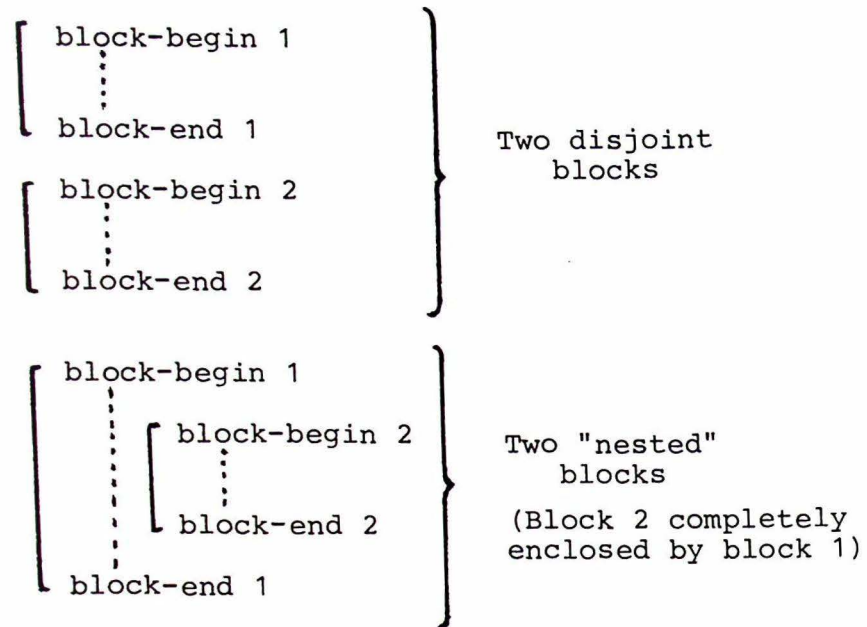 block-begin 1
block-end 1
block-begin 2
block-end 2
Two disjoint
blocks
block-begin 1
block-begin 2
block-end 2
block-end 1
Two "nested"
blocks
(Block 2 completely
enclosed by block 1)